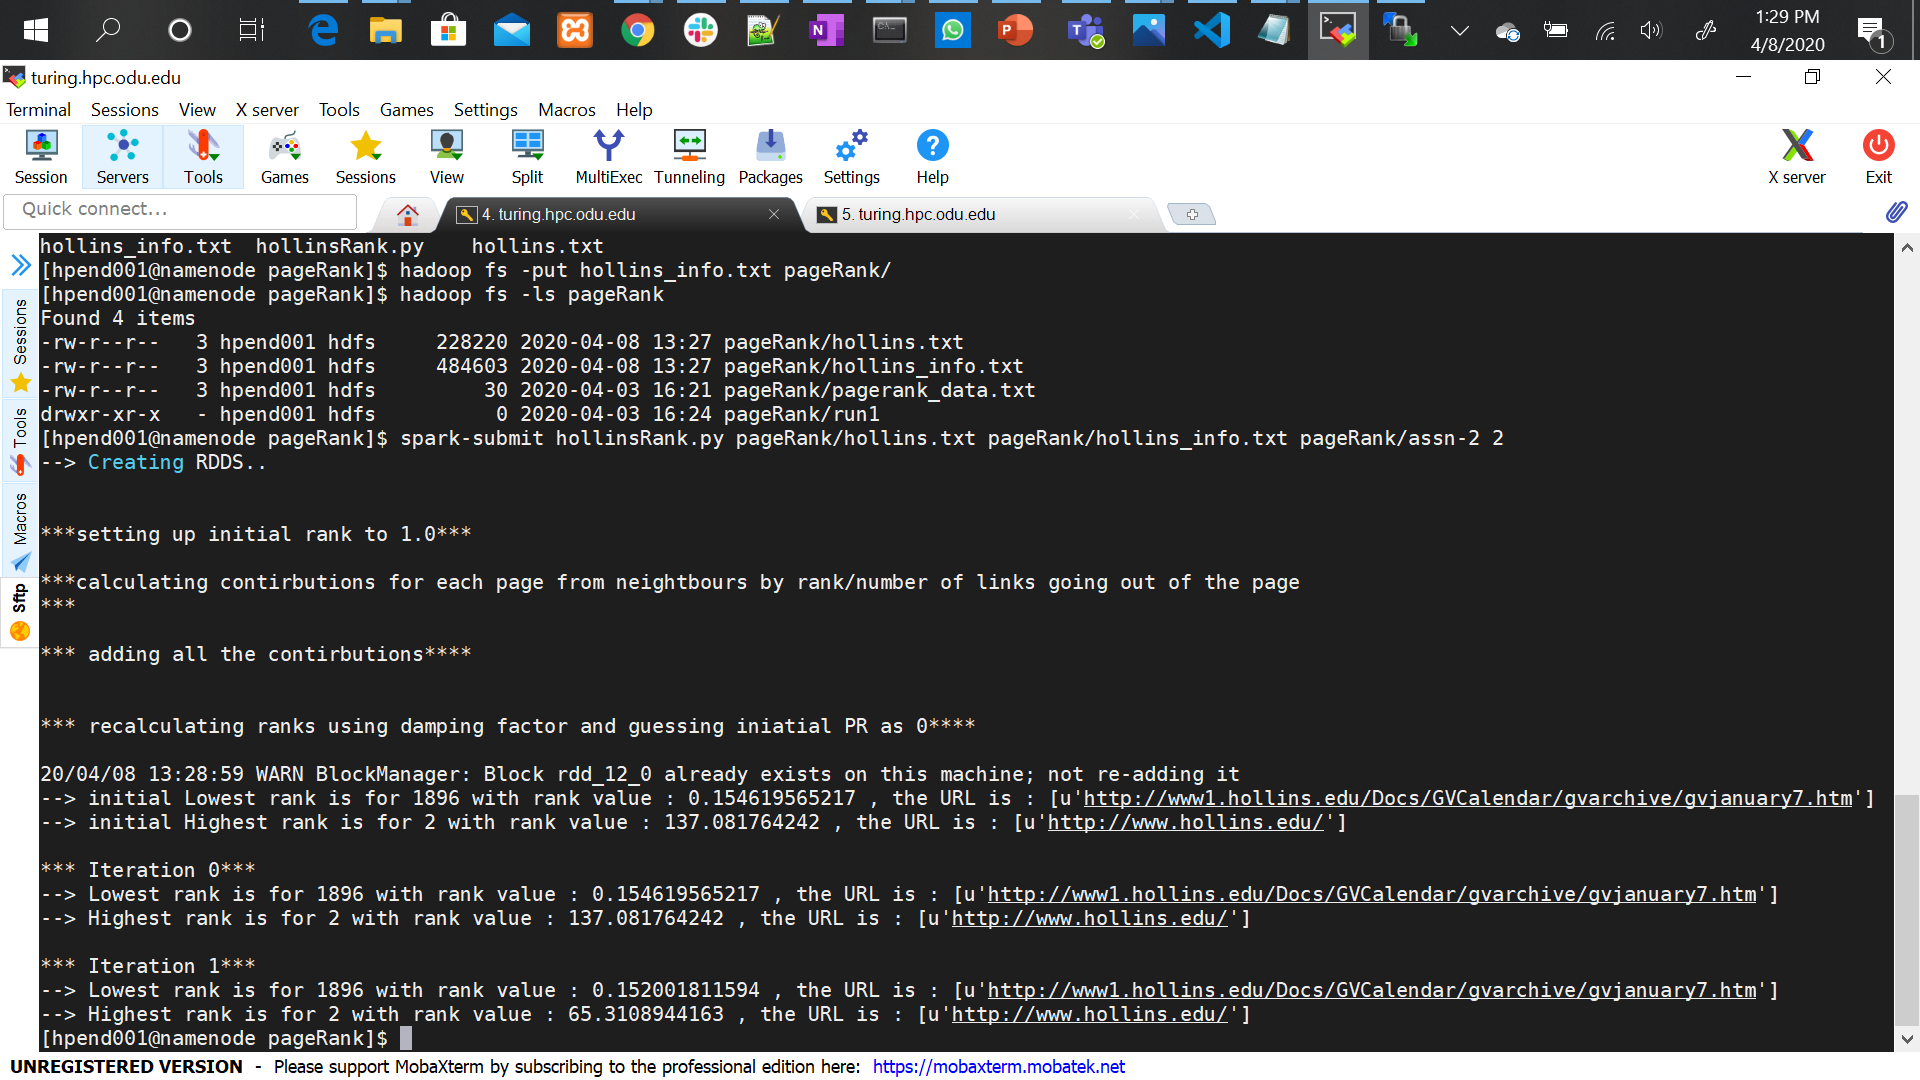 1:29 PM
4/8/2020
1
turing.hpc.odu.edu
Terminal Sessions View X server Tools Games Settings Macros Help
Session Servers Tools Games Sessions View Split MultiExec Tunneling Packages Settings Help X server Exit
Quick connect...
4. turing.hpc.odu.edu
5. turing.hpc.odu.edu
Sessions
Tools
Macros
Sftp
hollins_info.txt  hollinsRank.py    hollins.txt
[hpend001@namenode pageRank]$ hadoop fs -put hollins_info.txt pageRank/
[hpend001@namenode pageRank]$ hadoop fs -ls pageRank
Found 4 items
-rw-r--r--   3 hpend001 hdfs     228220 2020-04-08 13:27 pageRank/hollins.txt
-rw-r--r--   3 hpend001 hdfs     484603 2020-04-08 13:27 pageRank/hollins_info.txt
-rw-r--r--   3 hpend001 hdfs         30 2020-04-03 16:21 pageRank/pagerank_data.txt
drwxr-xr-x   - hpend001 hdfs          0 2020-04-03 16:24 pageRank/run1
[hpend001@namenode pageRank]$ spark-submit hollinsRank.py pageRank/hollins.txt pageRank/hollins_info.txt pageRank/assn-2 2
--> Creating RDDS..
***setting up initial rank to 1.0***
***calculating contirbutions for each page from neightbours by rank/number of links going out of the page
***
*** adding all the contirbutions****
*** recalculating ranks using damping factor and guessing iniatial PR as 0****
20/04/08 13:28:59 WARN BlockManager: Block rdd_12_0 already exists on this machine; not re-adding it
--> initial Lowest rank is for 1896 with rank value : 0.154619565217 , the URL is : [u'http://www1.hollins.edu/Docs/GVCalendar/gvarchive/gvjanuary7.htm']
--> initial Highest rank is for 2 with rank value : 137.081764242 , the URL is : [u'http://www.hollins.edu/']
*** Iteration 0***
--> Lowest rank is for 1896 with rank value : 0.154619565217 , the URL is : [u'http://www1.hollins.edu/Docs/GVCalendar/gvarchive/gvjanuary7.htm']
--> Highest rank is for 2 with rank value : 137.081764242 , the URL is : [u'http://www.hollins.edu/']
*** Iteration 1***
--> Lowest rank is for 1896 with rank value : 0.152001811594 , the URL is : [u'http://www1.hollins.edu/Docs/GVCalendar/gvarchive/gvjanuary7.htm']
--> Highest rank is for 2 with rank value : 65.3108944163 , the URL is : [u'http://www.hollins.edu/']
[hpend001@namenode pageRank]$
UNREGISTERED VERSION - Please support MobaXterm by subscribing to the professional edition here: https://mobaxterm.mobatek.net